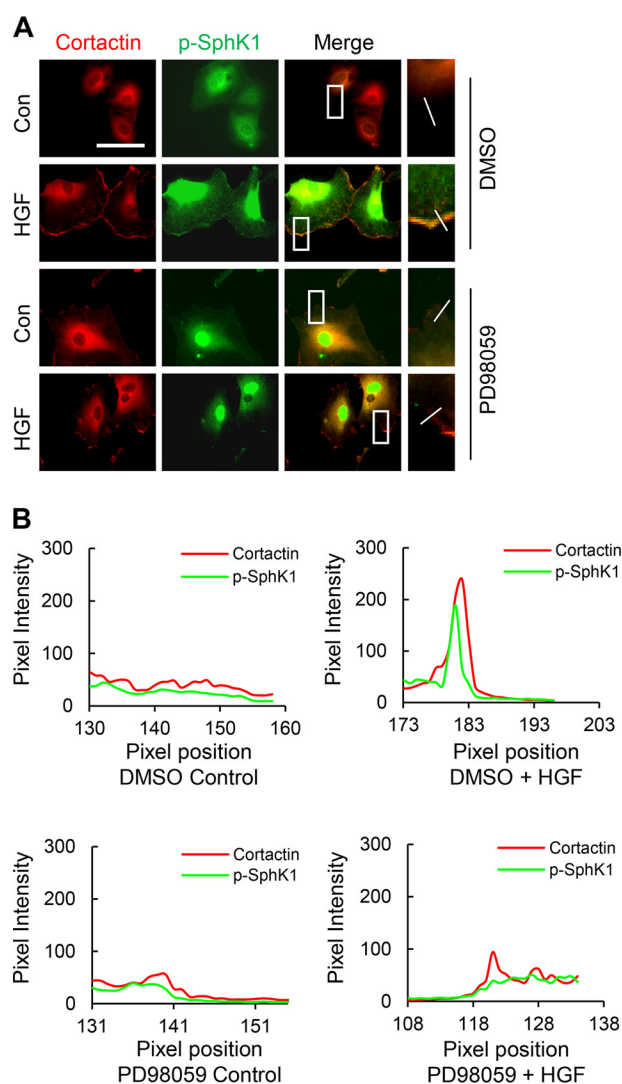 A
Cortactin p-SphK1 Merge
Con
HGF
DMSO
Con
HGF
PD98059
B
300
200
100
0
Pixel Intensity
Cortactin
p-SphK1
130 140 150 160
Pixel position
DMSO Control
300
200
100
0
Pixel Intensity
Cortactin
p-SphK1
173 183 193 203
Pixel position
DMSO + HGF
300
200
100
0
Pixel Intensity
Cortactin
p-SphK1
131 141 151
Pixel position
PD98059 Control
300
200
100
0
Pixel Intensity
Cortactin
p-SphK1
108 118 128 138
Pixel position
PD98059 + HGF